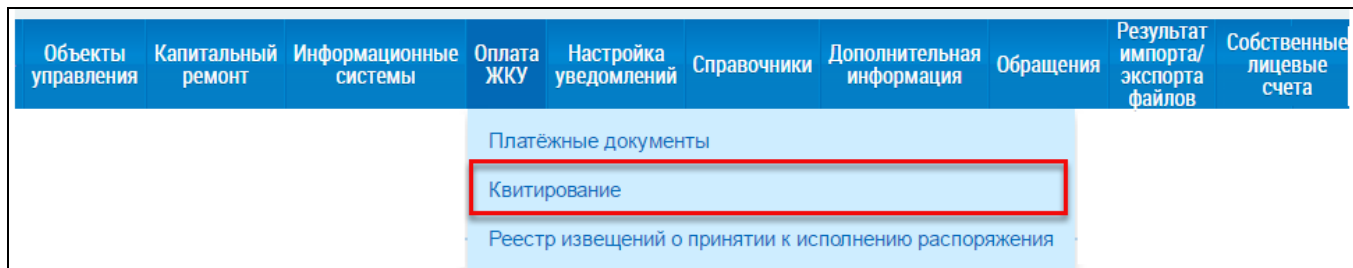 Объекты управления
Капитальный ремонт
Информационные системы
Оплата ЖКУ
Настройка уведомлений
Справочники
Дополнительная информация
Обращения
Результат импорта/ экспорта файлов
Собственные лицевые счета
Платёжные документы
Квитирование
Реестр извещений о принятии к исполнению распоряжения